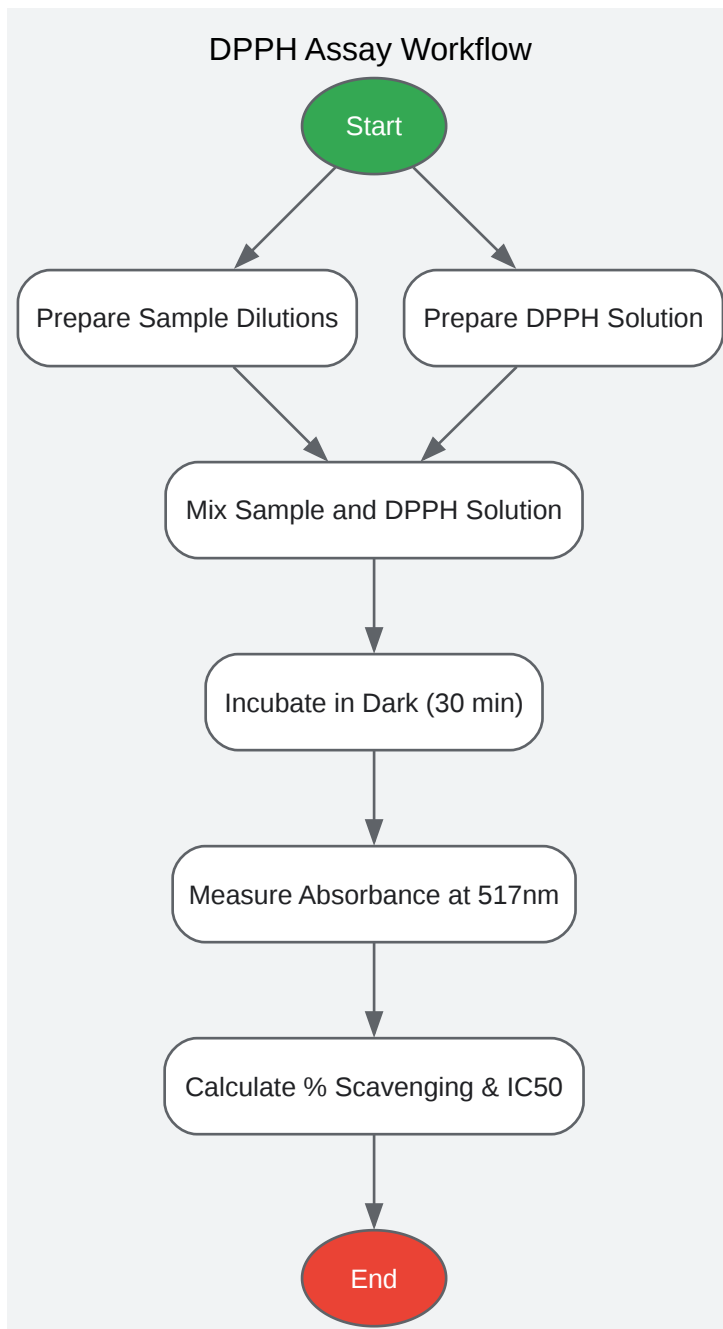 DPPH Assay Workflow
Start
Prepare Sample Dilutions
Prepare DPPH Solution
Mix Sample and DPPH Solution
Incubate in Dark (30 min)
Measure Absorbance at 517nm
Calculate % Scavenging & IC50
End